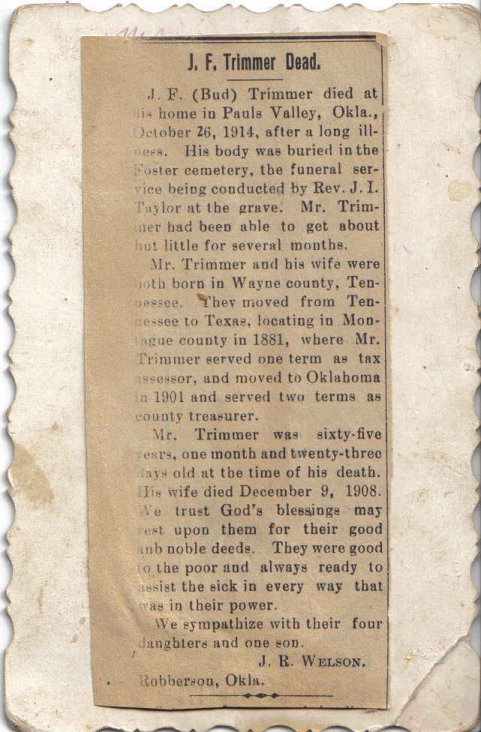 J. F. Trimmer Dead.
J. F. (Bud) Trimmer died at
his home in Pauls Valley, Okla.,
October 26, 1914, after a long ill-
ness. His body was buried in the
Foster cemetery, the funeral ser-
vice being conducted by Rev. J. I.
Taylor at the grave. Mr. Trim-
mer had been able to get about
but little for several months.
Mr. Trimmer and his wife were
both born in Wayne county, Ten-
nessee. They moved from Ten-
nessee to Texas, locating in Mon-
tague county in 1881, where Mr.
Trimmer served one term as tax
assessor, and moved to Oklahoma
in 1901 and served two terms as
county treasurer.
Mr. Trimmer was sixty-five
years, one month and twenty-three
days old at the time of his death.
His wife died December 9, 1908.
We trust God's blessings may
rest upon them for their good
anb noble deeds. They were good
to the poor and always ready to
assist the sick in every way that
was in their power.
We sympathize with their four
daughters and one son.
J. R. WELSON.
Robberson, Okla.